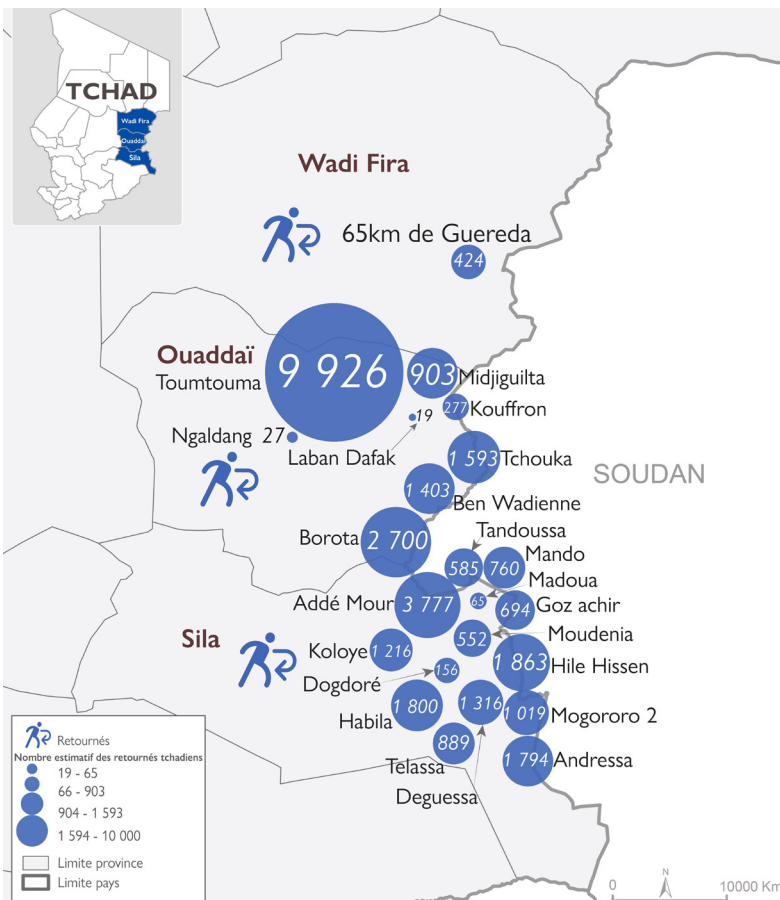 TCHAD
Wadi Fira
Ouaddaï
Sila
Wadi Fira
65km de Guereda
424
Ouaddaï
Toumtouma
9 926
903
Midjiguilta
277
Kouffron
19
Laban Dafak
Ngaldang 27
1 593
Tchouka
SOUDAN
1 403
Ben Wadienne
Borota
2 700
Tandoussa
585
760
Mando
Madoua
65
Addé Mour
3 777
694
Goz achir
Sila
Moudenia
552
Koloye
1 216
1 863
Hile Hissen
Dogdoré
156
Habila
1 800
1 316
1 019
Mogororo 2
889
Telassa
Deguessa
1 794
Andressa
Retournés
Nombre estimatif des retournés tchadiens
19 - 65
66 - 903
904 - 1 593
1 594 - 10 000
Limite province
Limite pays
N
0
10000 Km